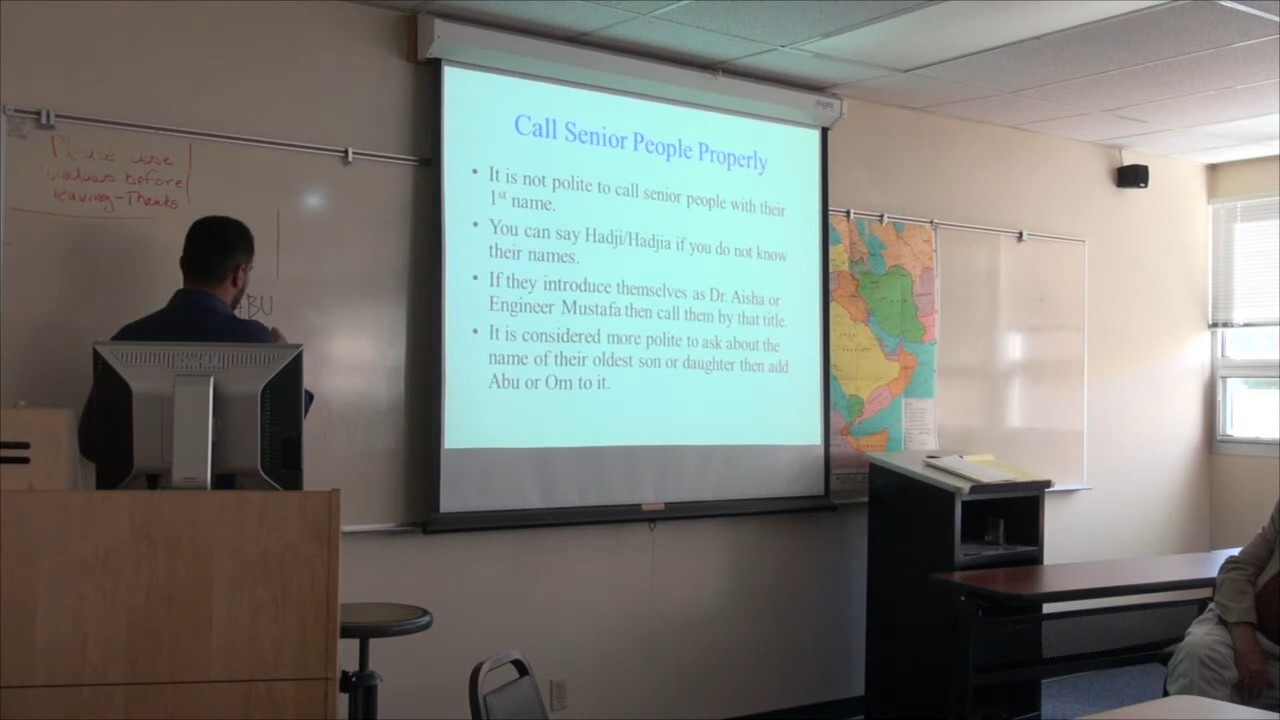 Please use
windows before
leaving-Thanks
ABU
Call Senior People Properly
• It is not polite to call senior people with their
1st name.
• You can say Hadji/Hadjia if you do not know
their names.
• If they introduce themselves as Dr. Aisha or
Engineer Mustafa then call them by that title.
• It is considered more polite to ask about the
name of their oldest son or daughter then add
Abu or Om to it.